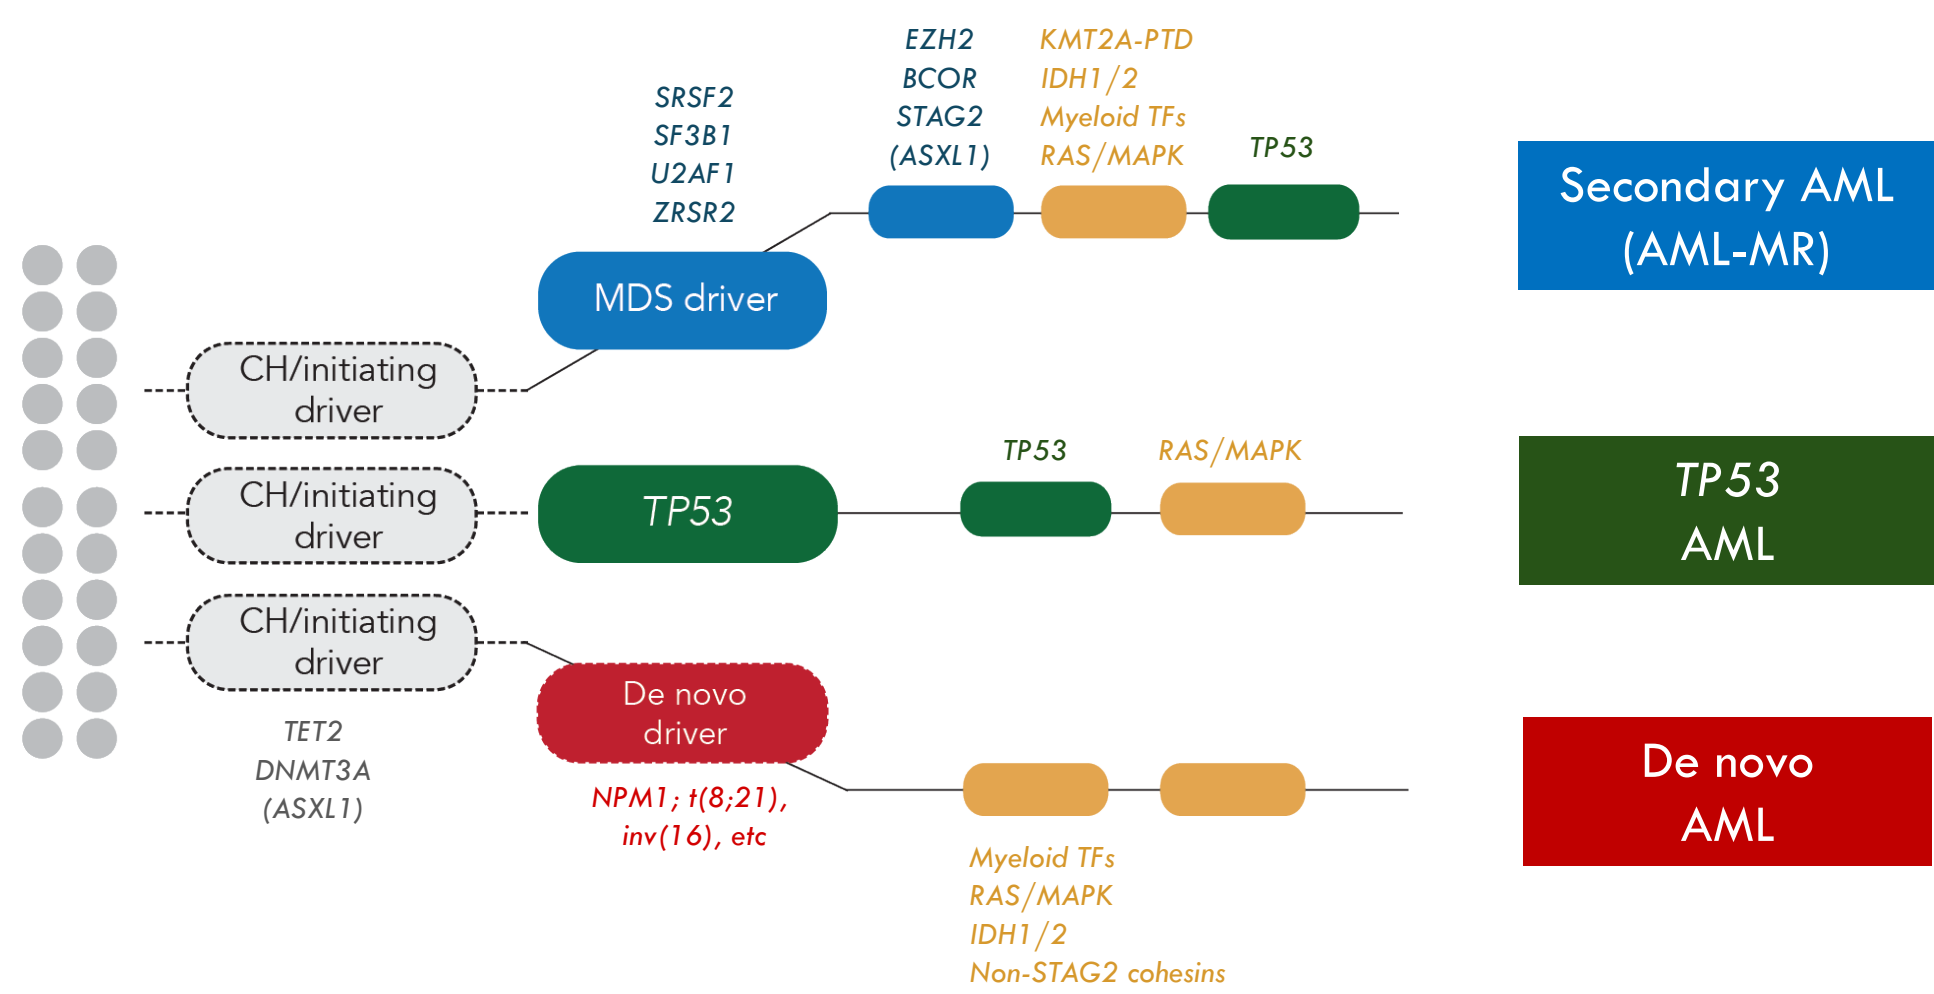 EZH2
BCOR
STAG2
(ASXL1)
KMT2A-PTD
IDH1/2
Myeloid TFs
RAS/MAPK
SRSF2
SF3B1
U2AF1
ZRSR2
TP53
Secondary AML
(AML-MR)
MDS driver
CH/initiating
driver
CH/initiating
driver
TP53
TP53
RAS/MAPK
TP53
AML
CH/initiating
driver
TET2
DNMT3A
(ASXL1)
De novo
driver
NPM1; t(8;21),
inv(16), etc
Myeloid TFs
RAS/MAPK
IDH1/2
Non-STAG2 cohesins
De novo
AML